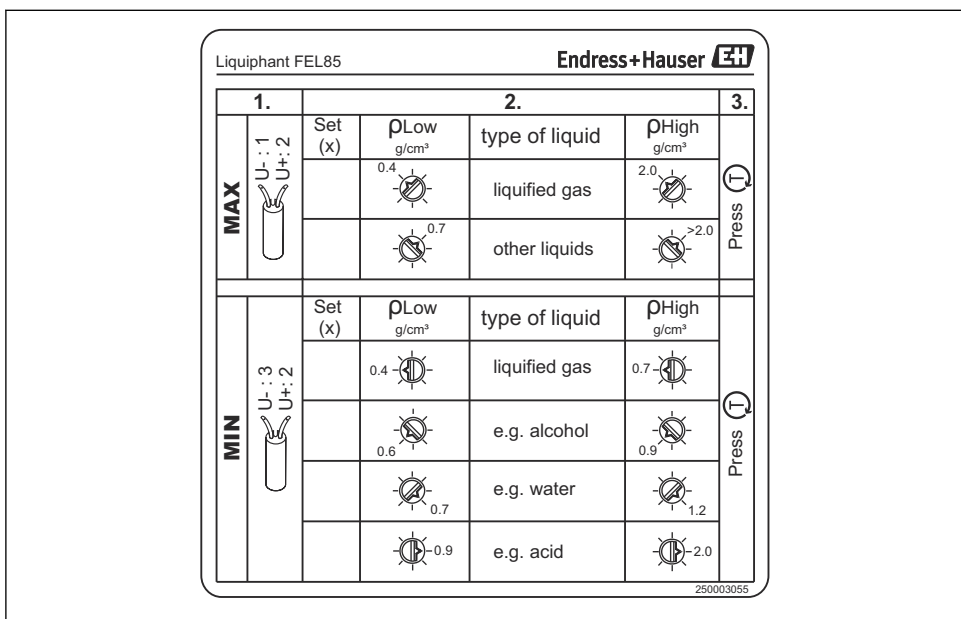 Liquiphant FEL85 Endress+Hauser EH
1. 2. 3.
MAX
U- : 1
U+: 2
Set (x) ρLow g/cm³ type of liquid ρHigh g/cm³
0.4 liquified gas 2.0
0.7 other liquids >2.0
Press T
MIN
U- : 3
U+: 2
Set (x) ρLow g/cm³ type of liquid ρHigh g/cm³
0.4 liquified gas 0.7
0.6 e.g. alcohol 0.9
0.7 e.g. water 1.2
0.9 e.g. acid 2.0
Press T
250003055